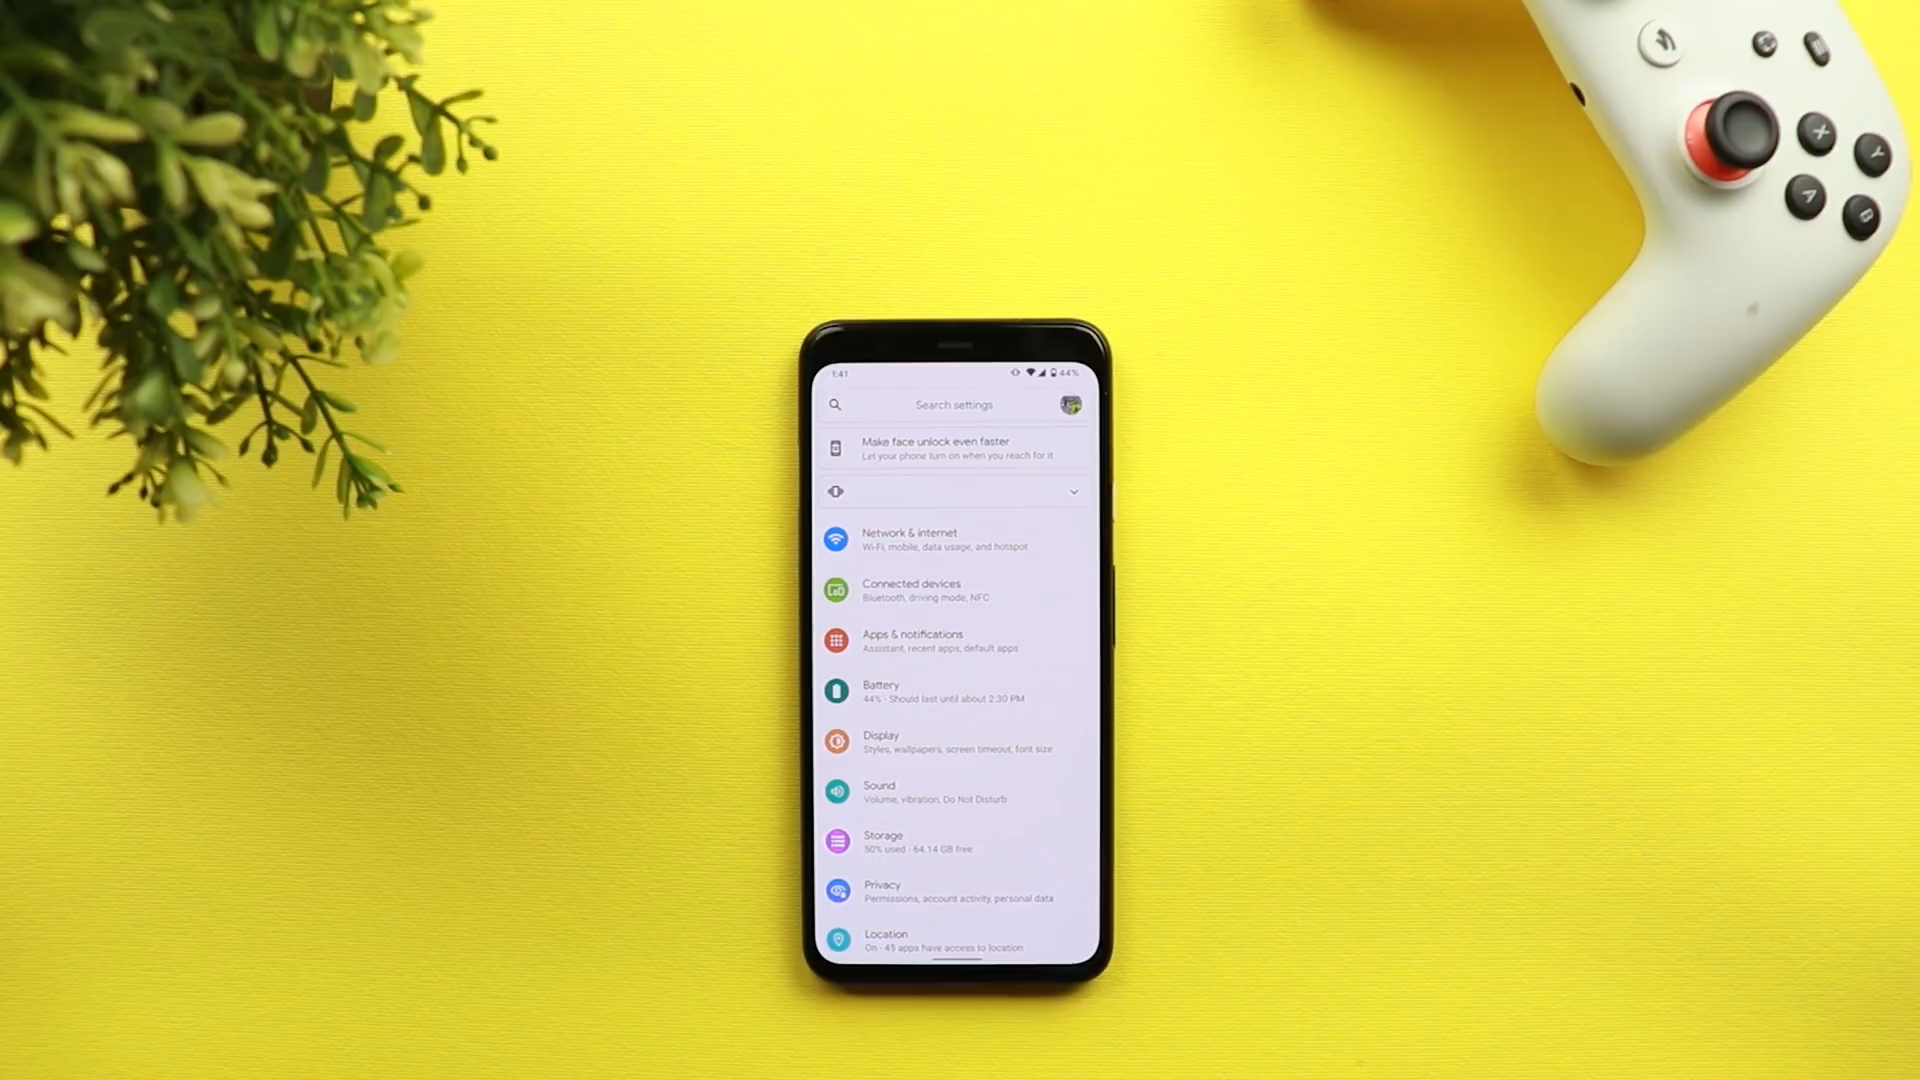 1:41
44%
Search settings
Make face unlock even faster
Let your phone turn on when you reach for it
Network & internet
Wi-Fi, mobile, data usage, and hotspot
Connected devices
Bluetooth, driving mode, NFC
Apps & notifications
Assistant, recent apps, default apps
Battery
44% - Should last until about 2:30 PM
Display
Styles, wallpapers, screen timeout, font size
Sound
Volume, vibration, Do Not Disturb
Storage
50% used - 64.14 GB free
Privacy
Permissions, account activity, personal data
Location
On - 45 apps have access to location
X
Y
A
B